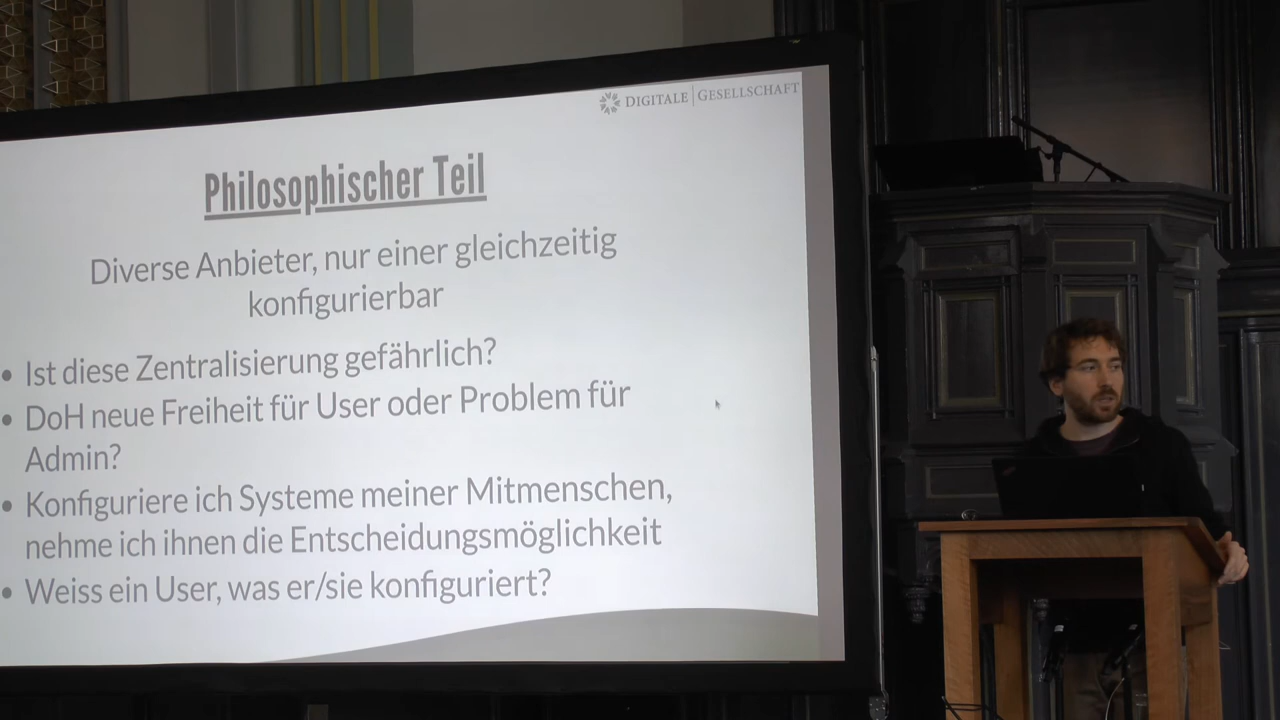 DIGITALE | GESELLSCHAFT
Philosophischer Teil
Diverse Anbieter, nur einer gleichzeitig
konfigurierbar
• Ist diese Zentralisierung gefährlich?
• DoH neue Freiheit für User oder Problem für
Admin?
• Konfiguriere ich Systeme meiner Mitmenschen,
nehme ich ihnen die Entscheidungsmöglichkeit
• Weiss ein User, was er/sie konfiguriert?